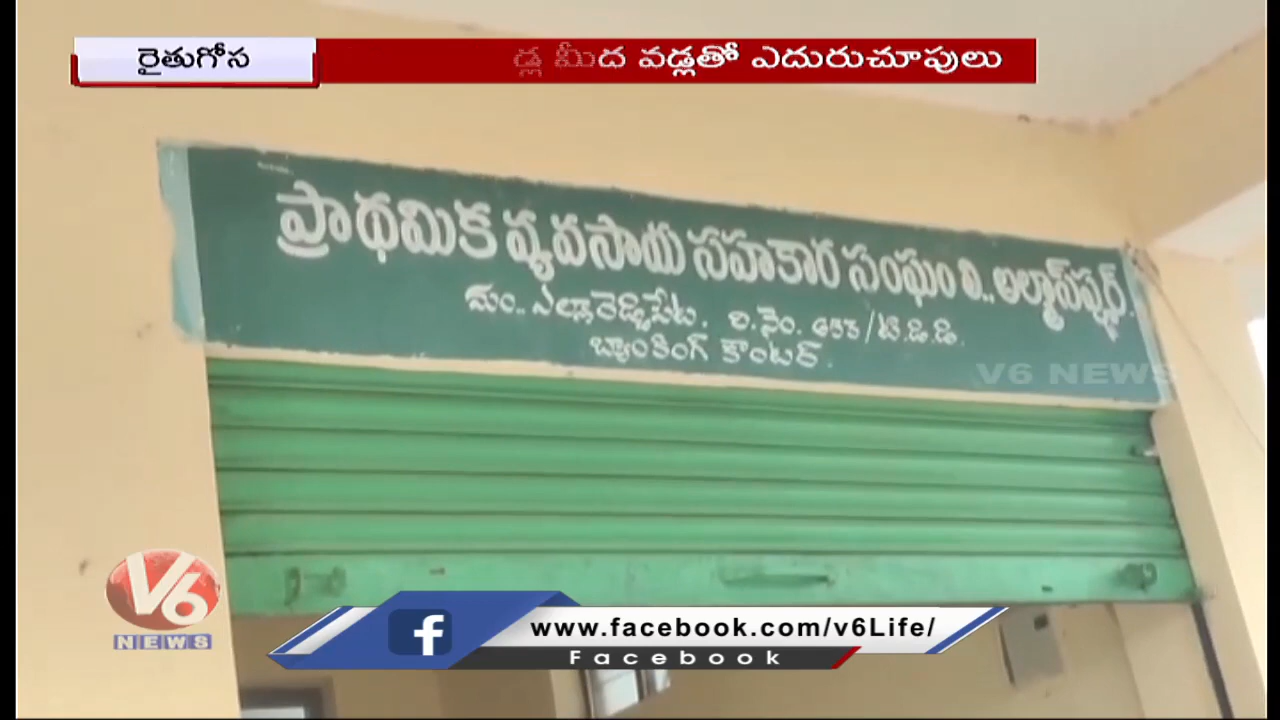 రైతుగోస
డ్ల మీద వడ్లతో ఎదురుచూపులు
ప్రాథమిక వ్యవసాయ సహకార సంఘం లి.. అల్మాస్‌పూర్.
మం.. ఎల్లారెడ్డిపేట. రి.నెం. /టి.డి.డి.
బ్యాంకింగ్ కౌంటర్.
V6 NEWS
V6
NEWS
f www.facebook.com/v6Life/
Facebook